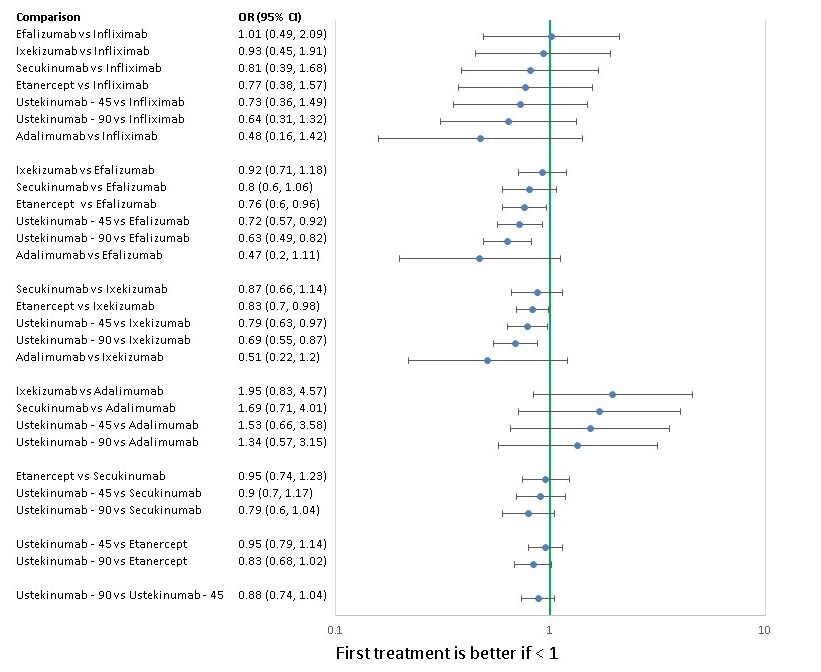 Comparison OR (95% CI)
Efalizumab vs Infliximab 1.01 (0.49, 2.09)
Ixekizumab vs Infliximab 0.93 (0.45, 1.91)
Secukinumab vs Infliximab 0.81 (0.39, 1.68)
Etanercept vs Infliximab 0.77 (0.38, 1.57)
Ustekinumab - 45 vs Infliximab 0.73 (0.36, 1.49)
Ustekinumab - 90 vs Infliximab 0.64 (0.31, 1.32)
Adalimumab vs Infliximab 0.48 (0.16, 1.42)
Ixekizumab vs Efalizumab 0.92 (0.71, 1.18)
Secukinumab vs Efalizumab 0.8 (0.6, 1.06)
Etanercept vs Efalizumab 0.76 (0.6, 0.96)
Ustekinumab - 45 vs Efalizumab 0.72 (0.57, 0.92)
Ustekinumab - 90 vs Efalizumab 0.63 (0.49, 0.82)
Adalimumab vs Efalizumab 0.47 (0.2, 1.11)
Secukinumab vs Ixekizumab 0.87 (0.66, 1.14)
Etanercept vs Ixekizumab 0.83 (0.7, 0.98)
Ustekinumab - 45 vs Ixekizumab 0.79 (0.63, 0.97)
Ustekinumab - 90 vs Ixekizumab 0.69 (0.55, 0.87)
Adalimumab vs Ixekizumab 0.51 (0.22, 1.2)
Ixekizumab vs Adalimumab 1.95 (0.83, 4.57)
Secukinumab vs Adalimumab 1.69 (0.71, 4.01)
Ustekinumab - 45 vs Adalimumab 1.53 (0.66, 3.58)
Ustekinumab - 90 vs Adalimumab 1.34 (0.57, 3.15)
Etanercept vs Secukinumab 0.95 (0.74, 1.23)
Ustekinumab - 45 vs Secukinumab 0.9 (0.7, 1.17)
Ustekinumab - 90 vs Secukinumab 0.79 (0.6, 1.04)
Ustekinumab - 45 vs Etanercept 0.95 (0.79, 1.14)
Ustekinumab - 90 vs Etanercept 0.83 (0.68, 1.02)
Ustekinumab - 90 vs Ustekinumab - 45 0.88 (0.74, 1.04)
0.1 1 10
First treatment is better if < 1